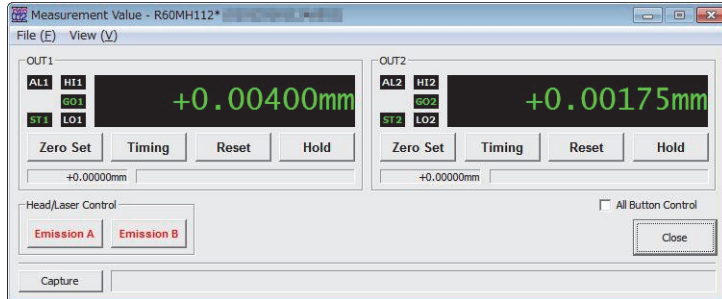 Measurement Value - R60MH112*
File (F) View (V)
OUT1
AL1 HI1
GO1
ST1 LO1
+0.00400mm
Zero Set Timing Reset Hold
+0.00000mm
OUT2
AL2 HI2
GO2
ST2 LO2
+0.00175mm
Zero Set Timing Reset Hold
+0.00000mm
Head/Laser Control
Emission A Emission B
All Button Control
Close
Capture